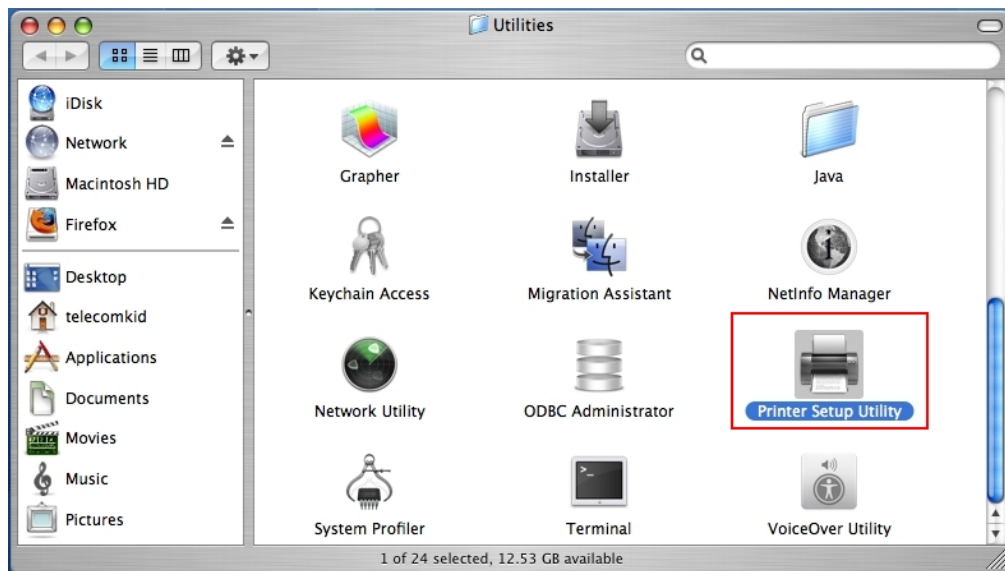 Utilities
iDisk
Network
Macintosh HD
Firefox
Desktop
telecomkid
Applications
Documents
Movies
Music
Pictures
Grapher
Installer
Java
Keychain Access
Migration Assistant
NetInfo Manager
Network Utility
ODBC Administrator
Printer Setup Utility
System Profiler
Terminal
VoiceOver Utility
1 of 24 selected, 12.53 GB available